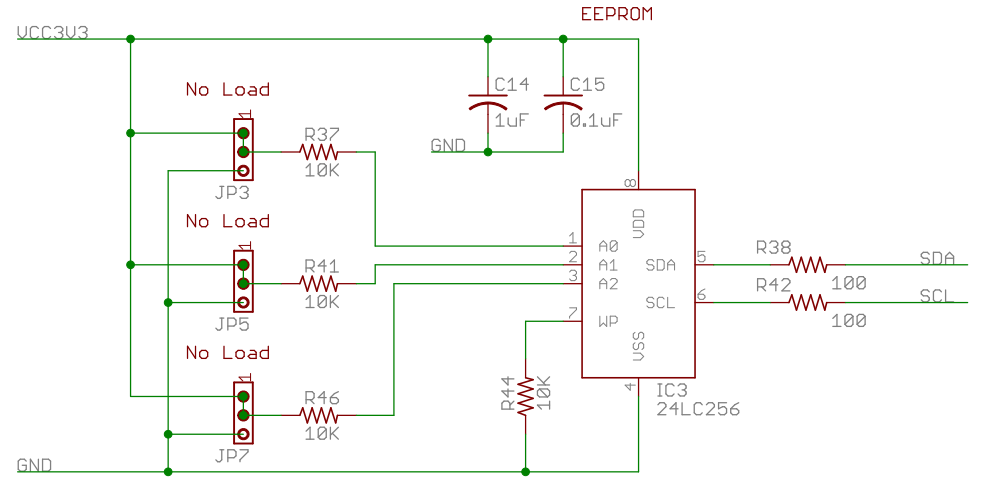 EEPROM
VCC3V3
No Load
1
R37
10K
JP3
C14
1uF
C15
0.1uF
GND
No Load
1
R41
10K
JP5
No Load
1
R46
10K
JP7
GND
8
VDD
1
A0
2
A1
3
A2
7
WP
SDA
5
SCL
6
VSS
4
IC3
24LC256
R44
10K
R38
100
SDA
R42
100
SCL